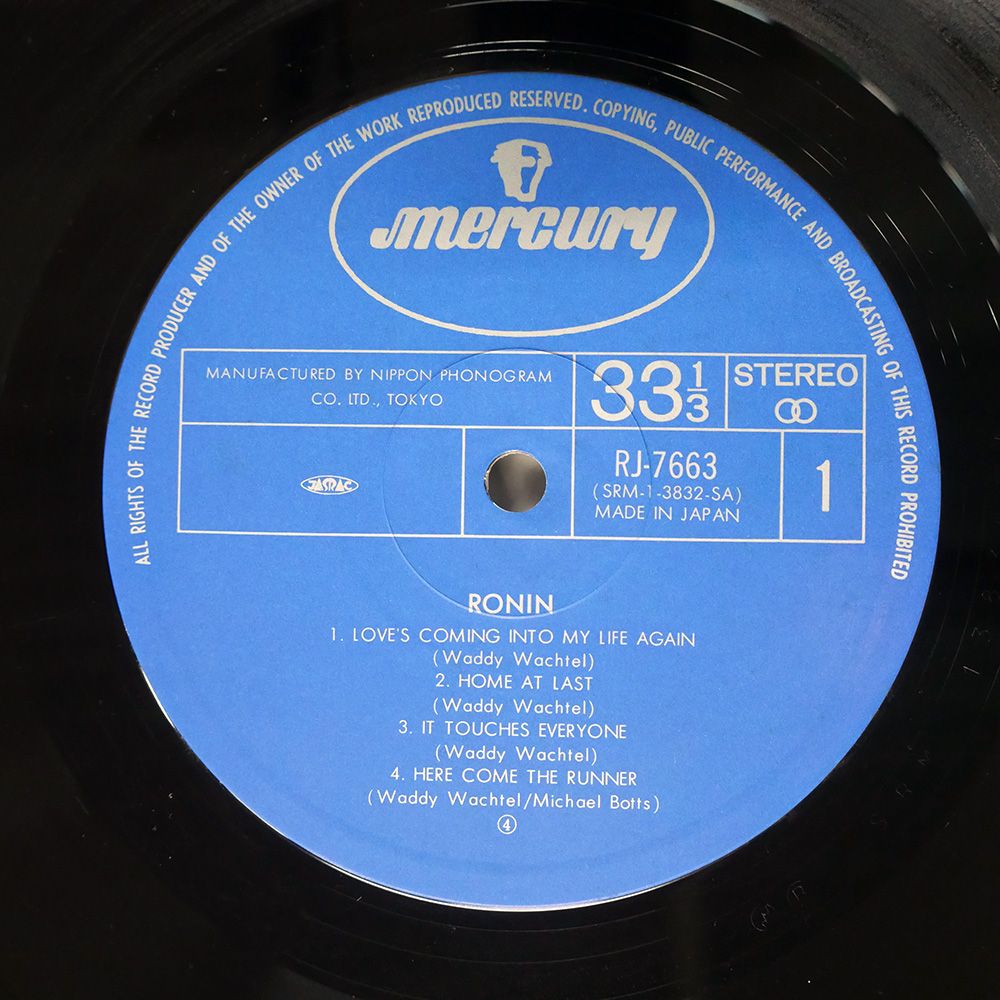 ALL RIGHTS OF THE RECORD PRODUCER AND OF THE OWNER OF THE WORK REPRODUCED RESERVED. COPYING, PUBLIC PERFORMANCE AND BROADCASTING OF THIS RECORD PROHIBITED
mercury
MANUFACTURED BY NIPPON PHONOGRAM
CO. LTD., TOKYO
33 1/3
STEREO
JASRAC
RJ-7663
(SRM-1-3832-SA)
MADE IN JAPAN
1
RONIN
1. LOVE'S COMING INTO MY LIFE AGAIN
(Waddy Wachtel)
2. HOME AT LAST
(Waddy Wachtel)
3. IT TOUCHES EVERYONE
(Waddy Wachtel)
4. HERE COME THE RUNNER
(Waddy Wachtel/Michael Botts)
④